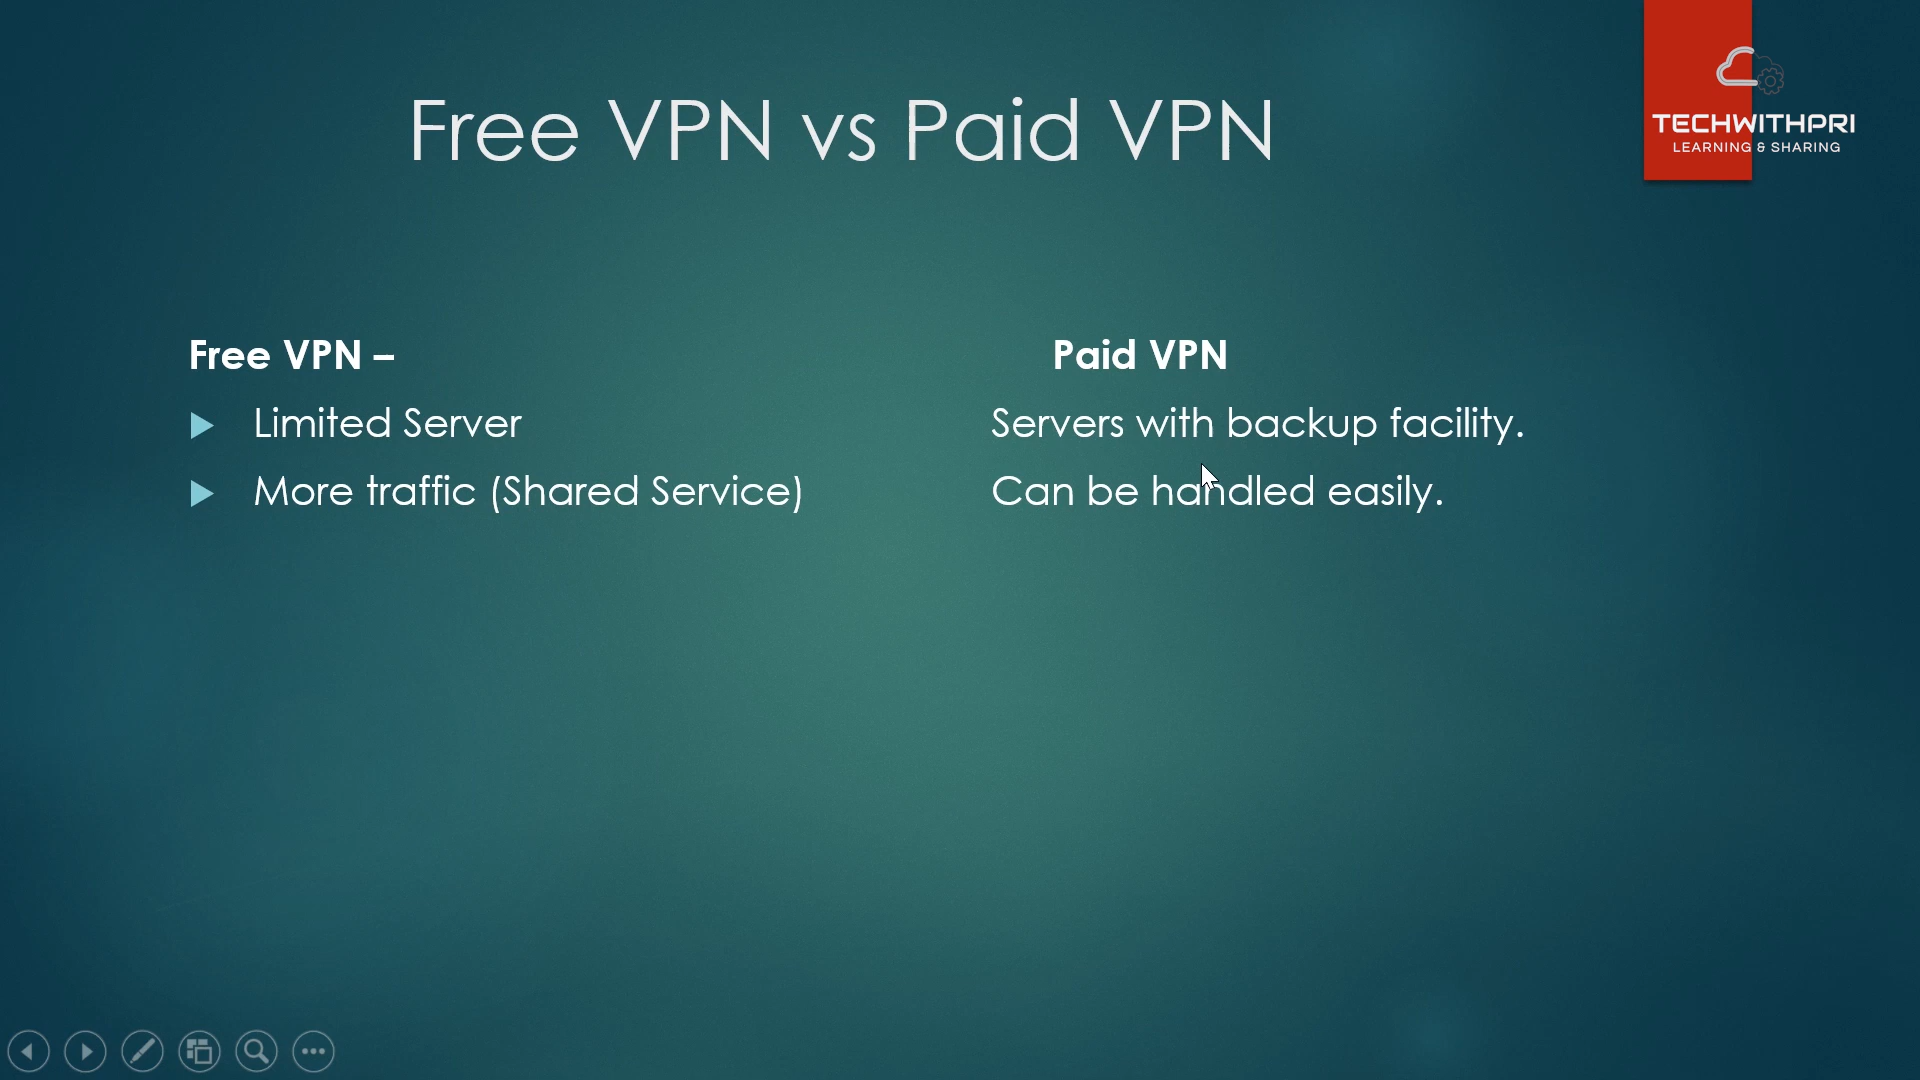 Free VPN vs Paid VPN
TECHWITHPRI
LEARNING & SHARING
Free VPN – Paid VPN
Limited Server Servers with backup facility.
More traffic (Shared Service) Can be handled easily.